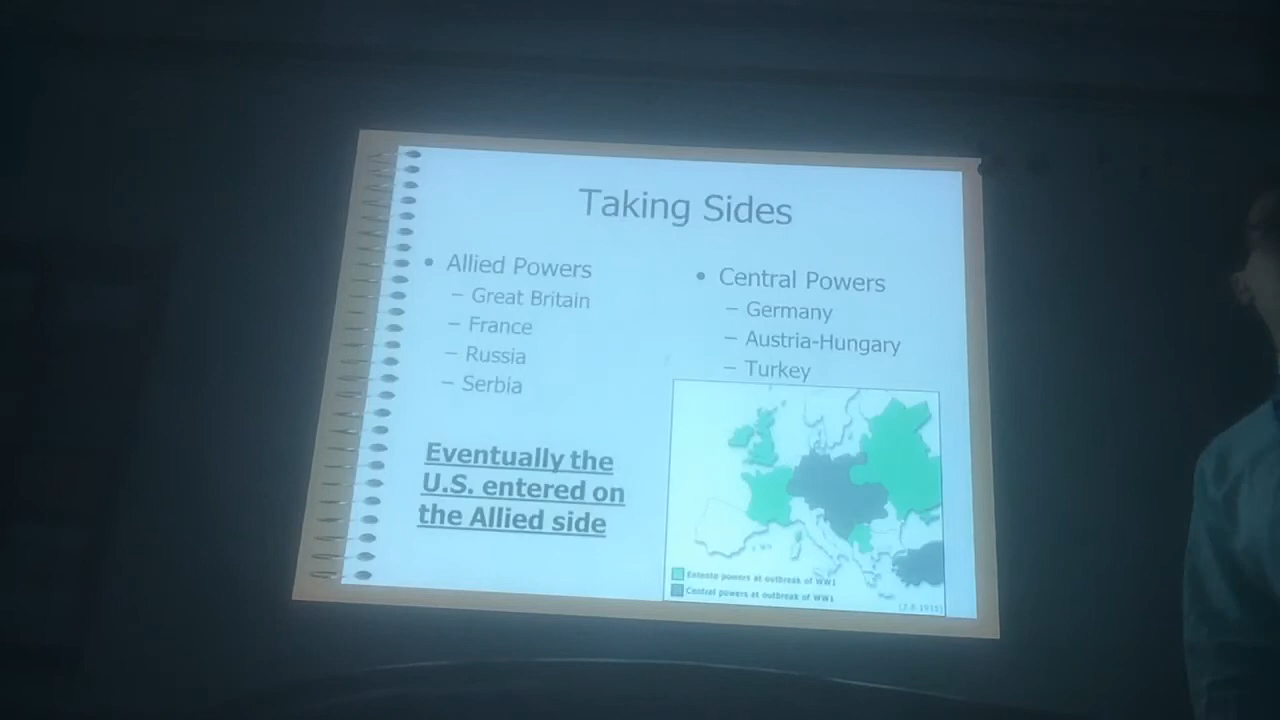 Taking Sides
• Allied Powers
– Great Britain
– France
– Russia
– Serbia
Eventually the
U.S. entered on
the Allied side
• Central Powers
– Germany
– Austria-Hungary
– Turkey
Entente powers at outbreak of WW1
Central powers at outbreak of WW1